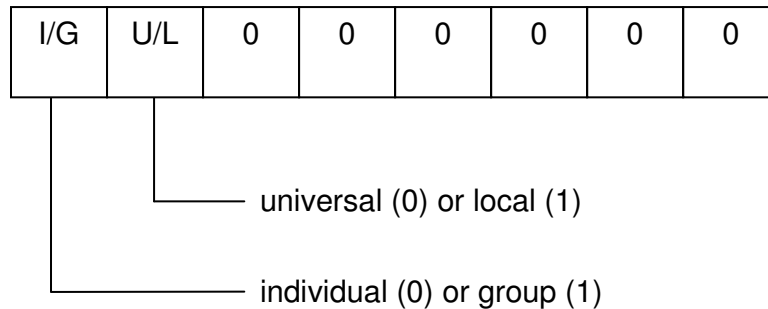 I/G U/L 0 0 0 0 0 0
universal (0) or local (1)
individual (0) or group (1)